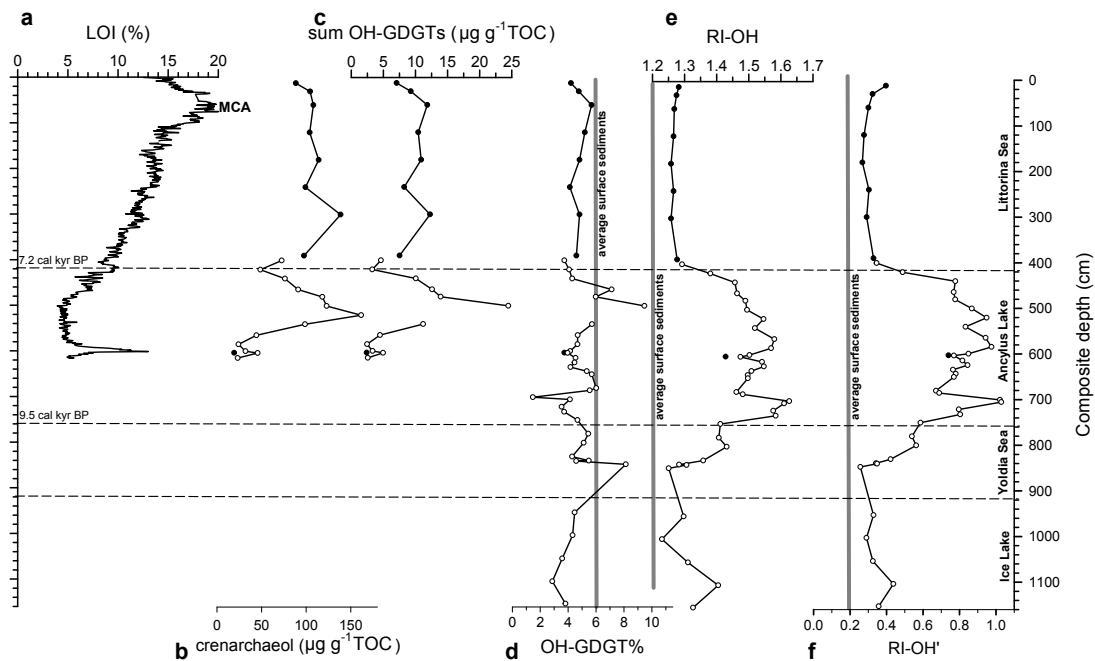 a
c
e
LOI (%)
sum OH-GDGTs (µg g-1TOC)
RI-OH
0 5 10 15 20
0 5 10 15 20 25
1.2 1.3 1.4 1.5 1.6 1.7
MCA
average surface sediments
average surface sediments
average surface sediments
7.2 cal kyr BP
9.5 cal kyr BP
Littorina Sea
Ancylus Lake
Yoldia Sea
Ice Lake
0
100
200
300
400
500
600
700
800
900
1000
1100
Composite depth (cm)
0 50 100 150
0 2 4 6 8 10
0.0 0.2 0.4 0.6 0.8 1.0
b
crenarchaeol (µg g-1TOC)
d
OH-GDGT%
f
RI-OH'